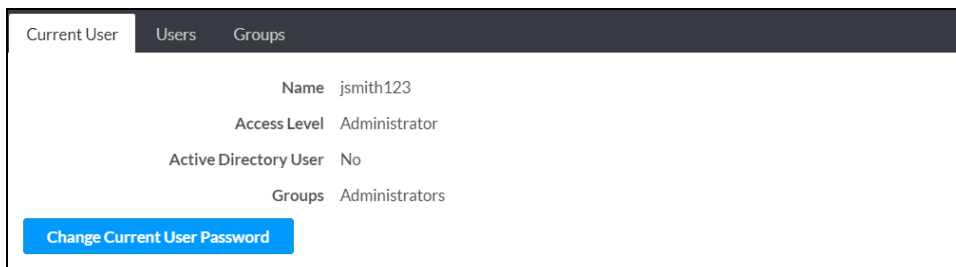 Current User Users Groups
Name jsmith123
Access Level Administrator
Active Directory User No
Groups Administrators
Change Current User Password